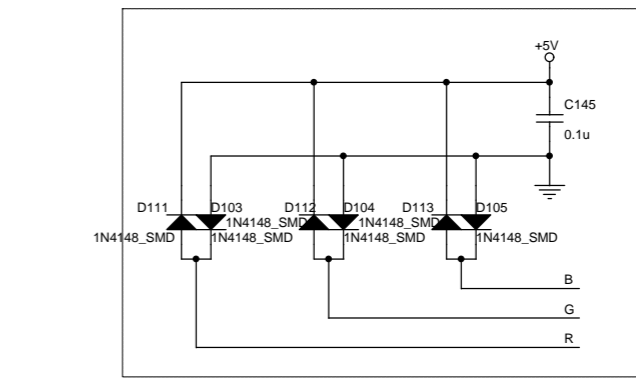 +5V
C145
0.1u
D111 D103 D112 D104 D113 D105
1N4148_SMD 1N4148_SMD
1N4148_SMD 1N4148_SMD 1N4148_SMD 1N4148_SMD
B
G
R